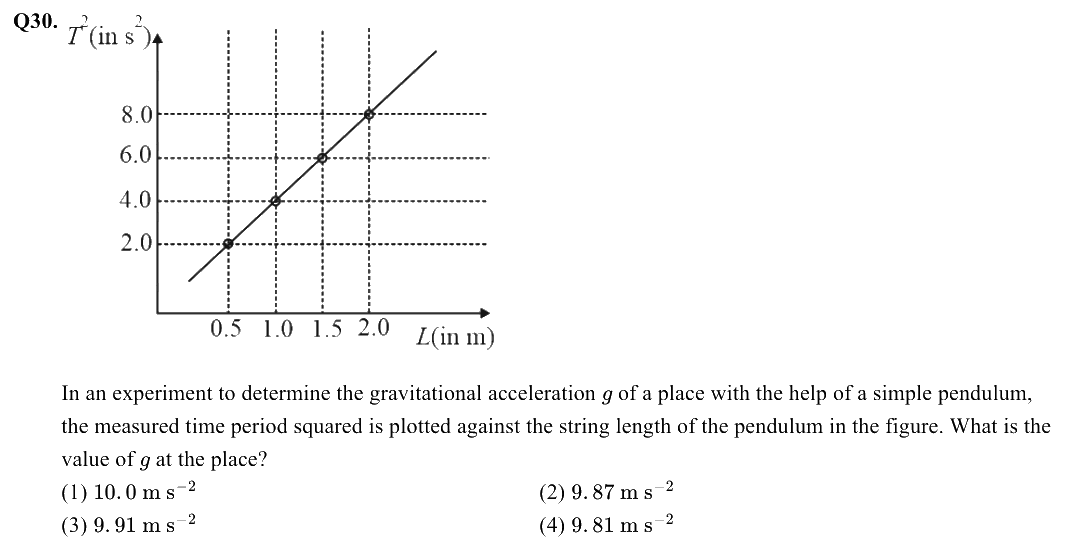 Q30. T²(in s²)
8.0
6.0
4.0
2.0
0.5 1.0 1.5 2.0 L(in m)
In an experiment to determine the gravitational acceleration g of a place with the help of a simple pendulum,
the measured time period squared is plotted against the string length of the pendulum in the figure. What is the
value of g at the place?
(1) 10.0 m s⁻² (2) 9.87 m s⁻²
(3) 9.91 m s⁻² (4) 9.81 m s⁻²